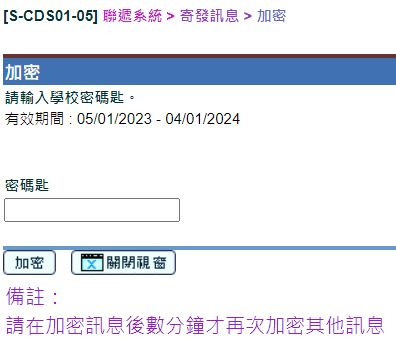 [S-CDS01-05] 聯遞系統 > 寄發訊息 > 加密
加密
請輸入學校密碼匙。
有效期間 : 05/01/2023 - 04/01/2024
密碼匙
加密 關閉視窗
備註：
請在加密訊息後數分鐘才再次加密其他訊息